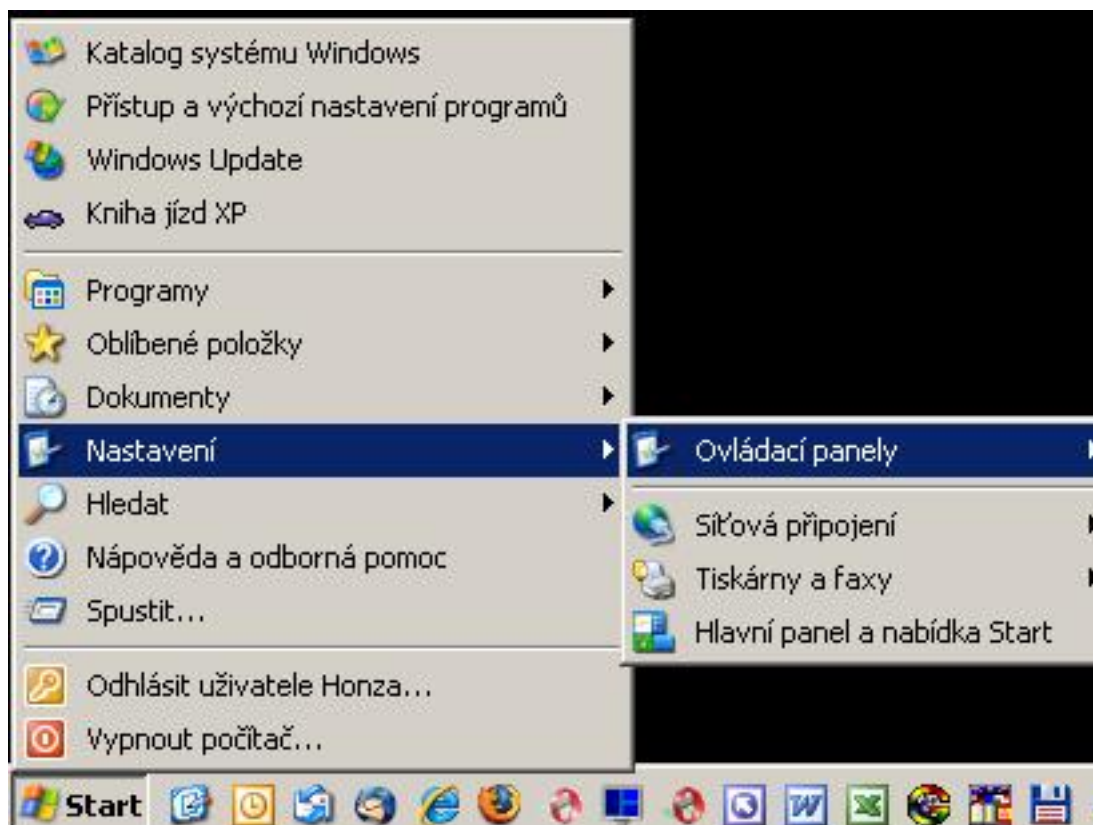 Katalog systému Windows
Přístup a výchozí nastavení programů
Windows Update
Kniha jízd XP
Programy
Oblíbené položky
Dokumenty
Nastavení
Hledat
Nápověda a odborná pomoc
Spustit...
Odhlásit uživatele Honza...
Vypnout počítač...
Ovládací panely
Síťová připojení
Tiskárny a faxy
Hlavní panel a nabídka Start
Start